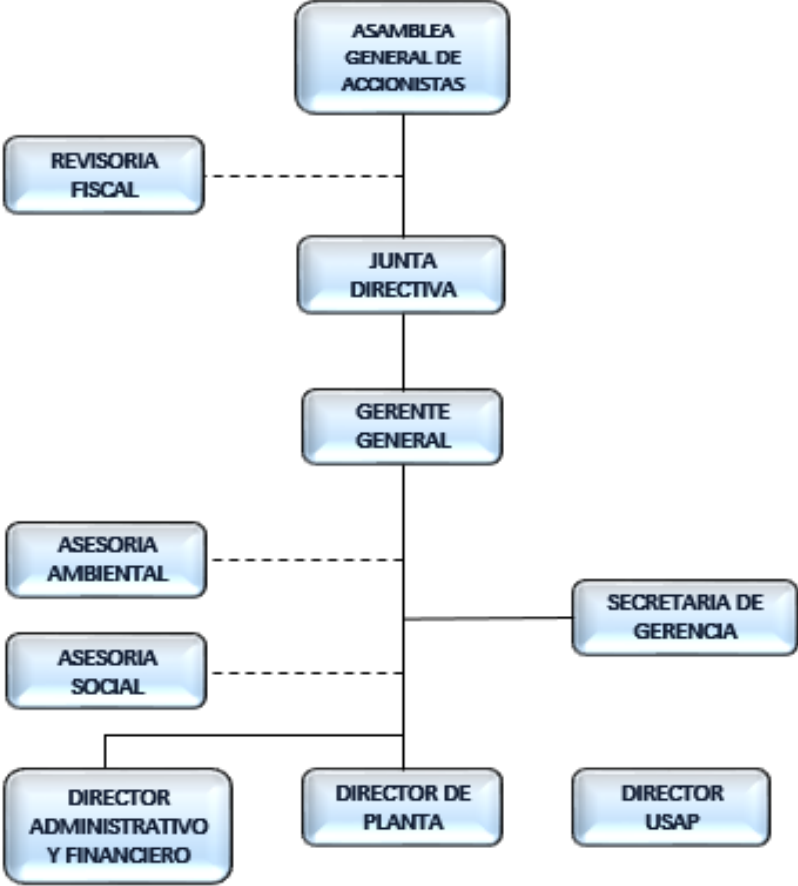 ASAMBLEA
GENERAL DE
ACCIONISTAS
REVISORIA
FISCAL
JUNTA
DIRECTIVA
GERENTE
GENERAL
ASESORIA
AMBIENTAL
SECRETARIA DE
GERENCIA
ASESORIA
SOCIAL
DIRECTOR
ADMINISTRATIVO
Y FINANCIERO
DIRECTOR DE
PLANTA
DIRECTOR
USAP